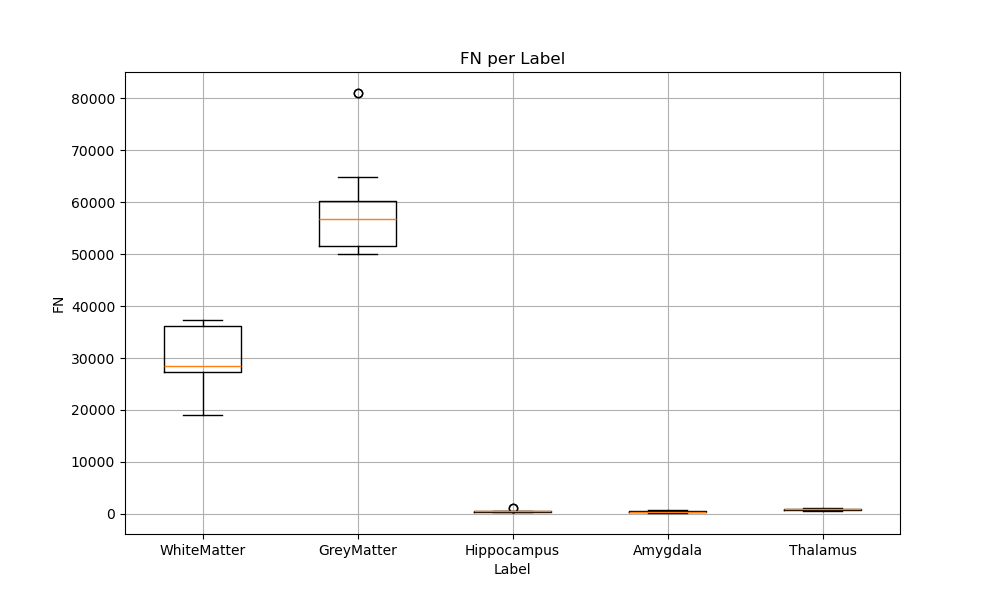 FN per Label
80000
70000
60000
50000
40000
30000
20000
10000
0
FN
WhiteMatter GreyMatter Hippocampus Amygdala Thalamus
Label